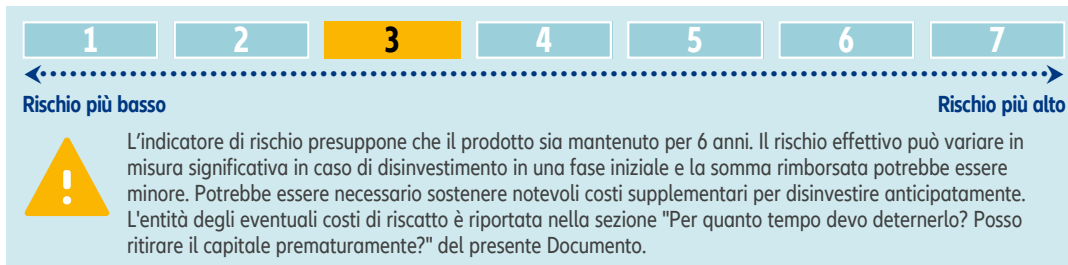 1 2 3 4 5 6 7
Rischio più basso Rischio più alto
L'indicatore di rischio presuppone che il prodotto sia mantenuto per 6 anni. Il rischio effettivo può variare in
misura significativa in caso di disinvestimento in una fase iniziale e la somma rimborsata potrebbe essere
minore. Potrebbe essere necessario sostenere notevoli costi supplementari per disinvestire anticipatamente.
L'entità degli eventuali costi di riscatto è riportata nella sezione "Per quanto tempo devo deternerlo? Posso
ritirare il capitale prematuramente?" del presente Documento.